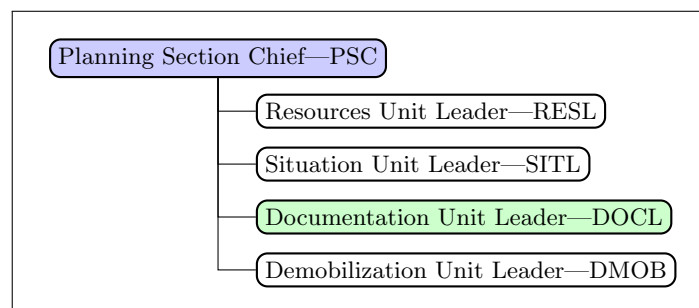 Planning Section Chief—PSC
Resources Unit Leader—RESL
Situation Unit Leader—SITL
Documentation Unit Leader—DOCL
Demobilization Unit Leader—DMOB